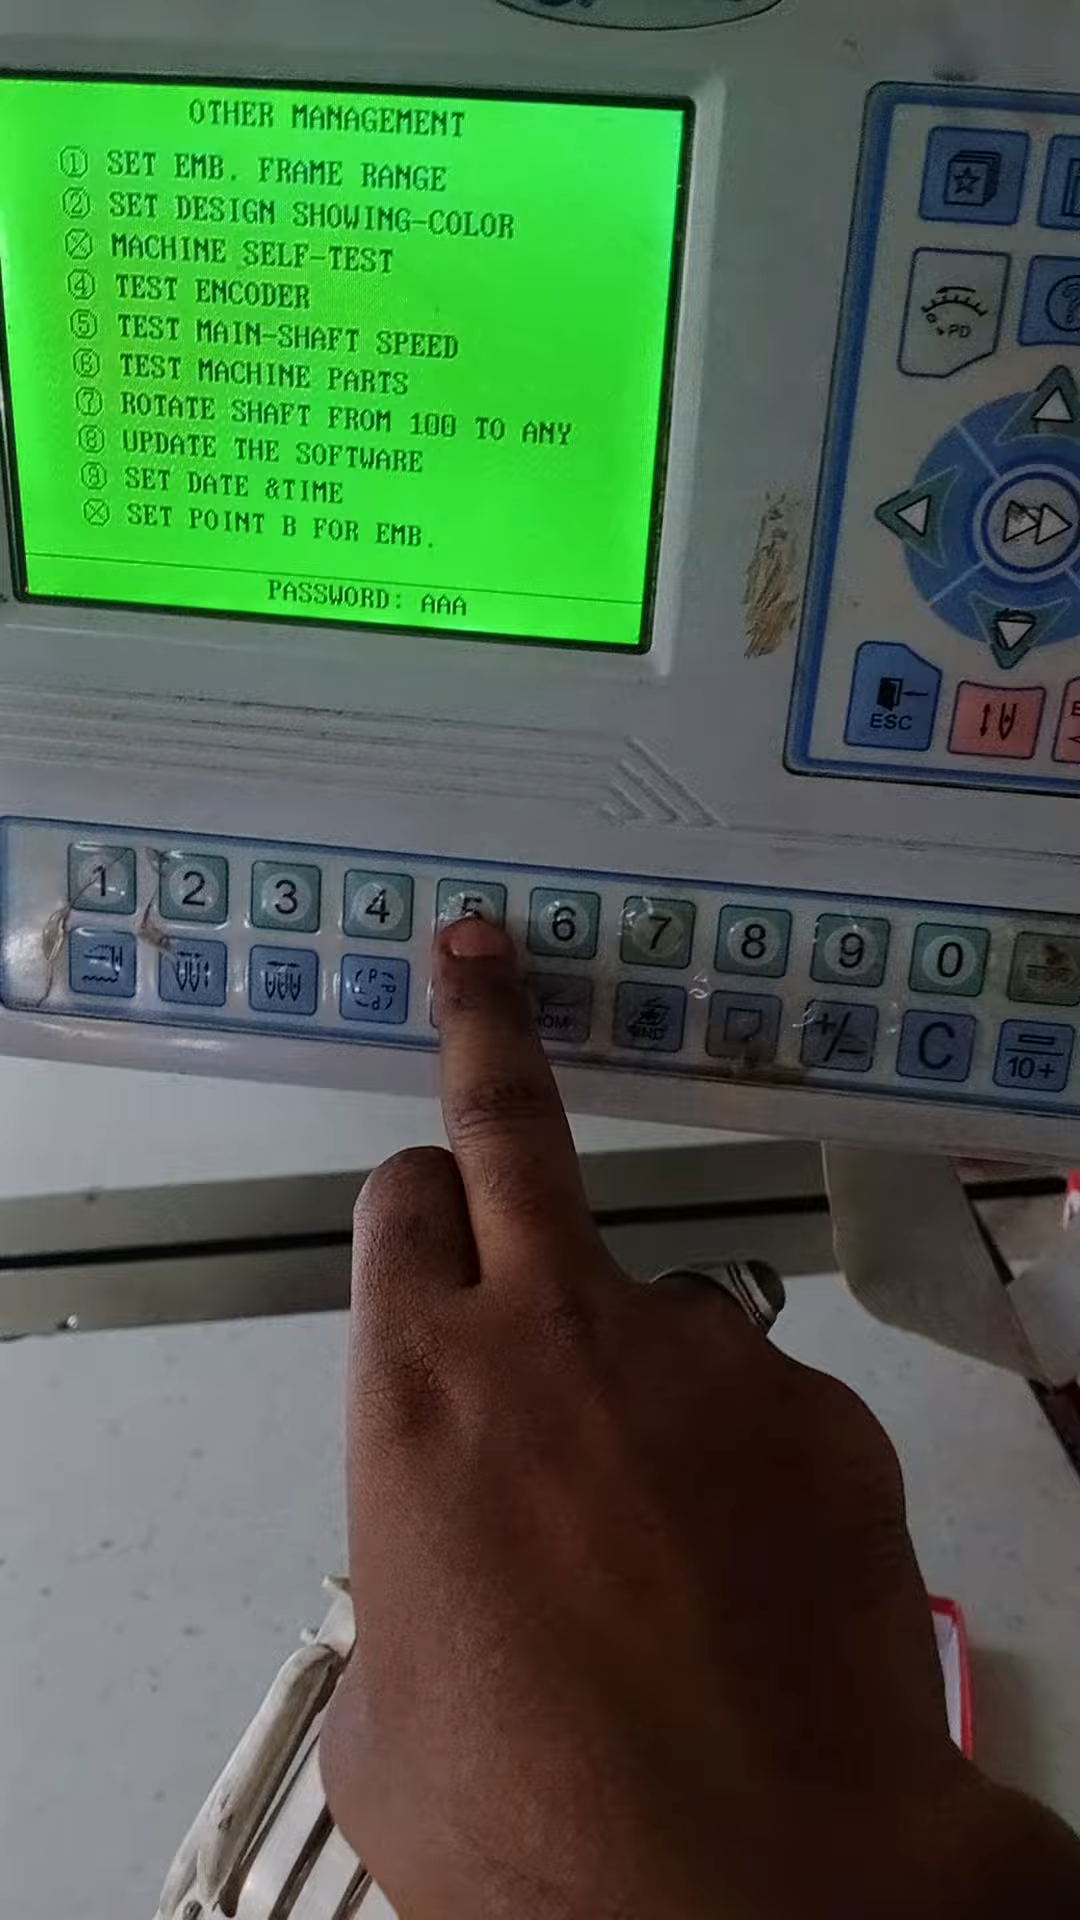 OTHER MANAGEMENT
① SET EMB. FRAME RANGE
② SET DESIGN SHOWING-COLOR
MACHINE SELF-TEST
④ TEST ENCODER
⑤ TEST MAIN-SHAFT SPEED
⑥ TEST MACHINE PARTS
⑦ ROTATE SHAFT FROM 100 TO ANY
⑧ UPDATE THE SOFTWARE
⑨ SET DATE &TIME
SET POINT B FOR EMB.
PASSWORD: AAA
PD
ESC
1 2 3 4 5 6 7 8 9 0
+/- C 10+